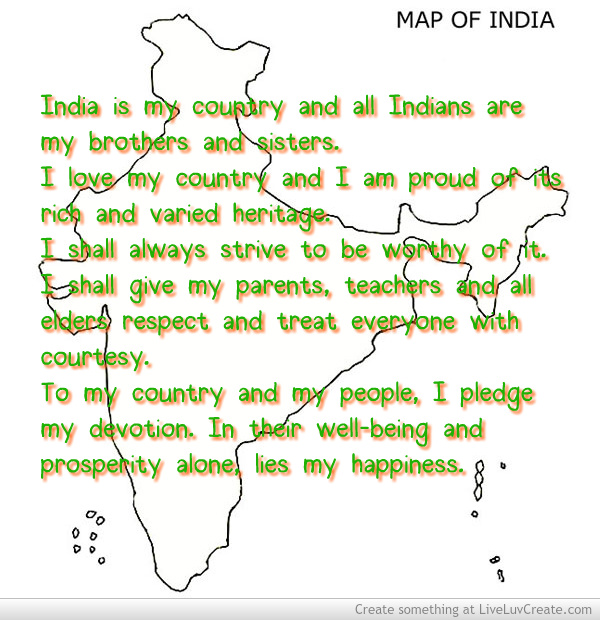 MAP OF INDIA
India is my country and all Indians are
my brothers and sisters.
I love my country and I am proud of its
rich and varied heritage.
I shall always strive to be worthy of it.
I shall give my parents, teachers and all
elders respect and treat everyone with
courtesy.
To my country and my people, I pledge
my devotion. In their well-being and
prosperity alone, lies my happiness.
Create something at LiveLuvCreate.com